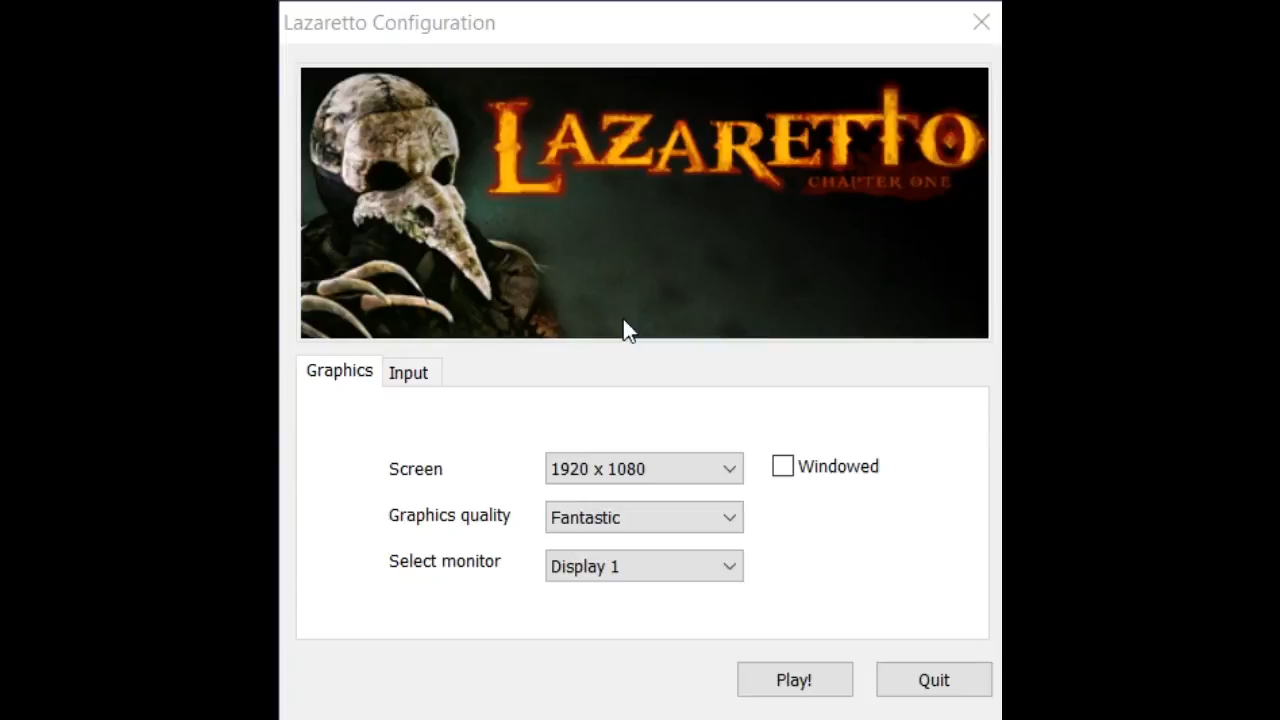 Lazaretto Configuration
LAZARETTO
CHAPTER ONE
Graphics Input
Screen 1920 x 1080 Windowed
Graphics quality Fantastic
Select monitor Display 1
Play! Quit